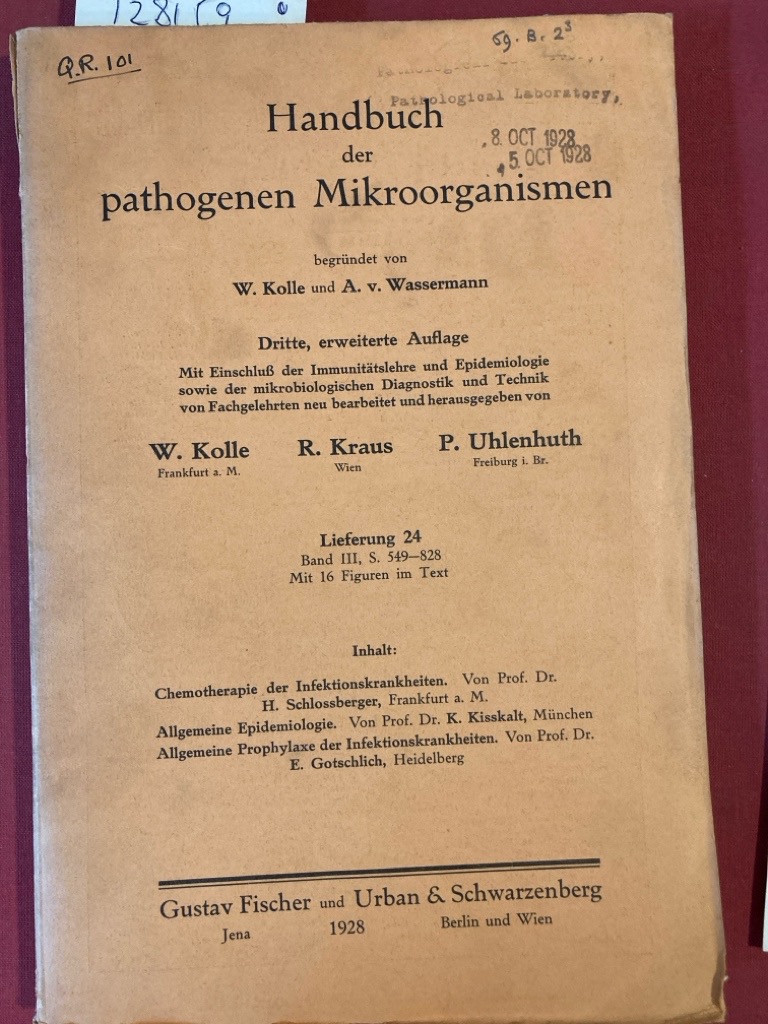 Q.R. 101
59. B. 2³
Pathological Laboratory,
8. OCT 1928
5. OCT 1928
Handbuch
der
pathogenen Mikroorganismen
begründet von
W. Kolle und A. v. Wassermann
Dritte, erweiterte Auflage
Mit Einschluß der Immunitätslehre und Epidemiologie
sowie der mikrobiologischen Diagnostik und Technik
von Fachgelehrten neu bearbeitet und herausgegeben von
W. Kolle R. Kraus P. Uhlenhuth
Frankfurt a. M. Wien Freiburg i. Br.
Lieferung 24
Band III, S. 549—828
Mit 16 Figuren im Text
Inhalt:
Chemotherapie der Infektionskrankheiten. Von Prof. Dr.
H. Schlossberger, Frankfurt a. M.
Allgemeine Epidemiologie. Von Prof. Dr. K. Kisskalt, München
Allgemeine Prophylaxe der Infektionskrankheiten. Von Prof. Dr.
E. Gotschlich, Heidelberg
Gustav Fischer und Urban & Schwarzenberg
Jena 1928 Berlin und Wien